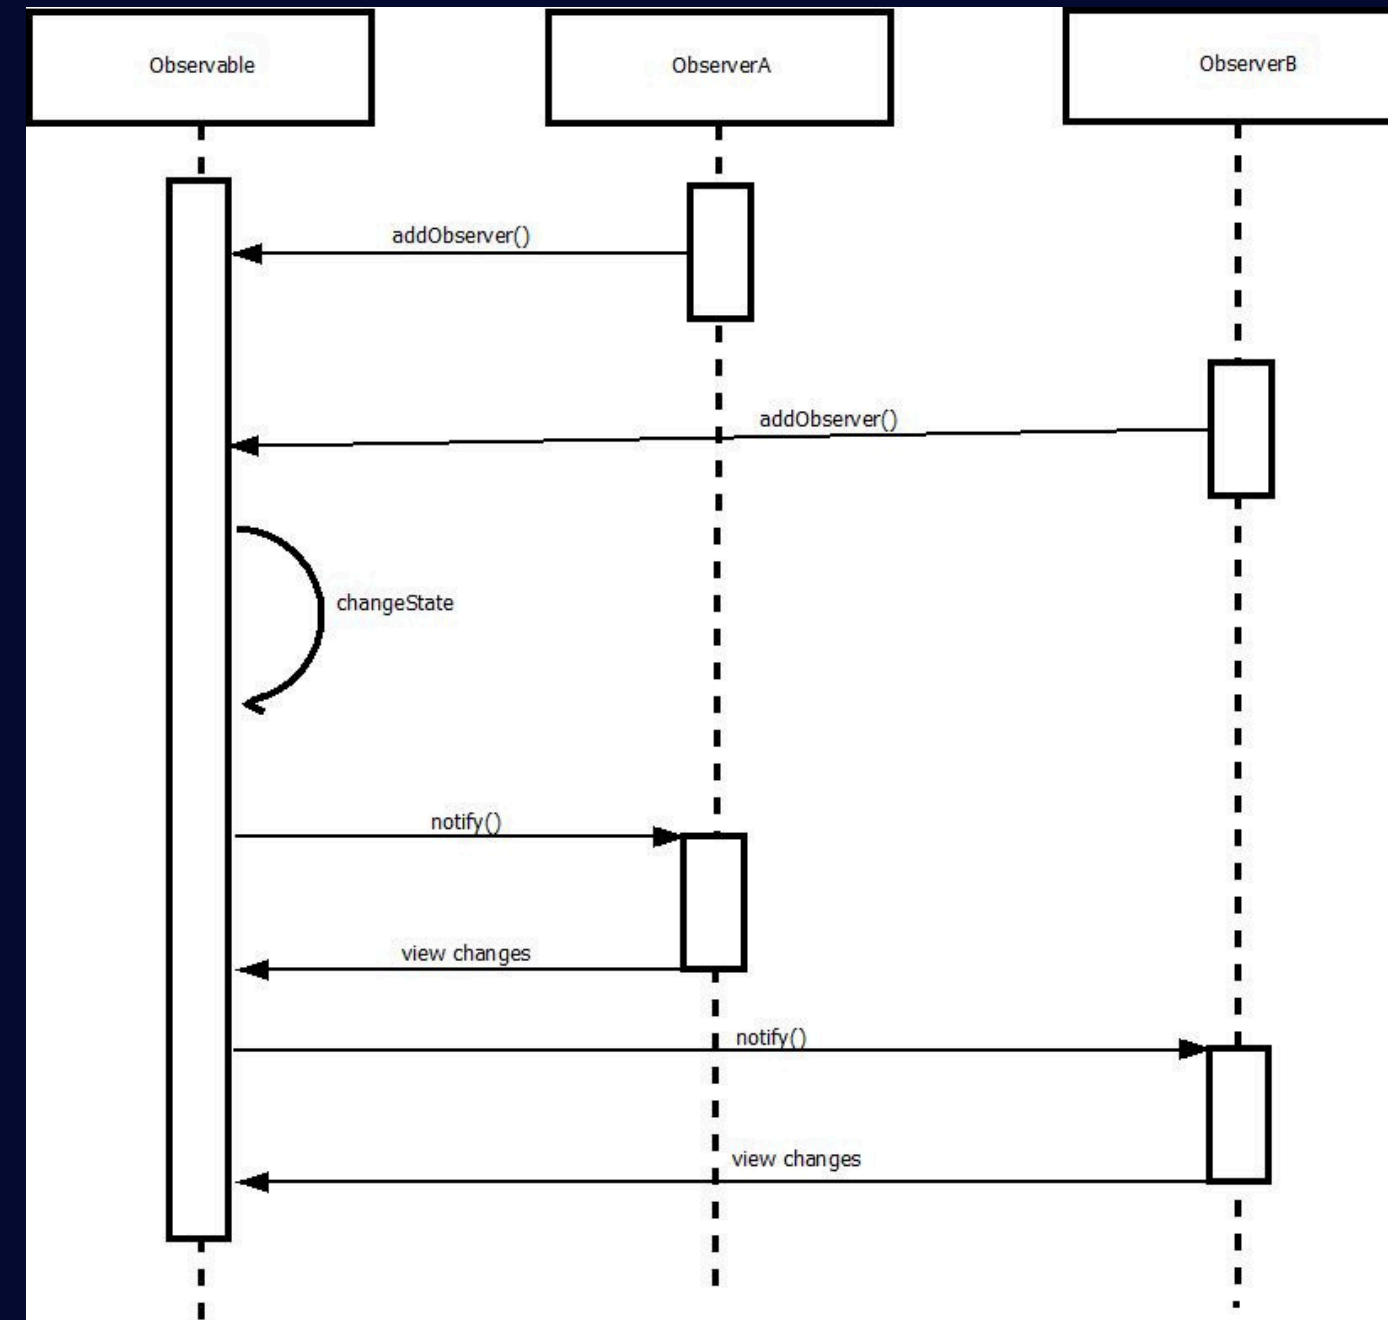 Observable
ObserverA
ObserverB
addObserver()
addObserver()
changeState
notify()
view changes
notify()
view changes